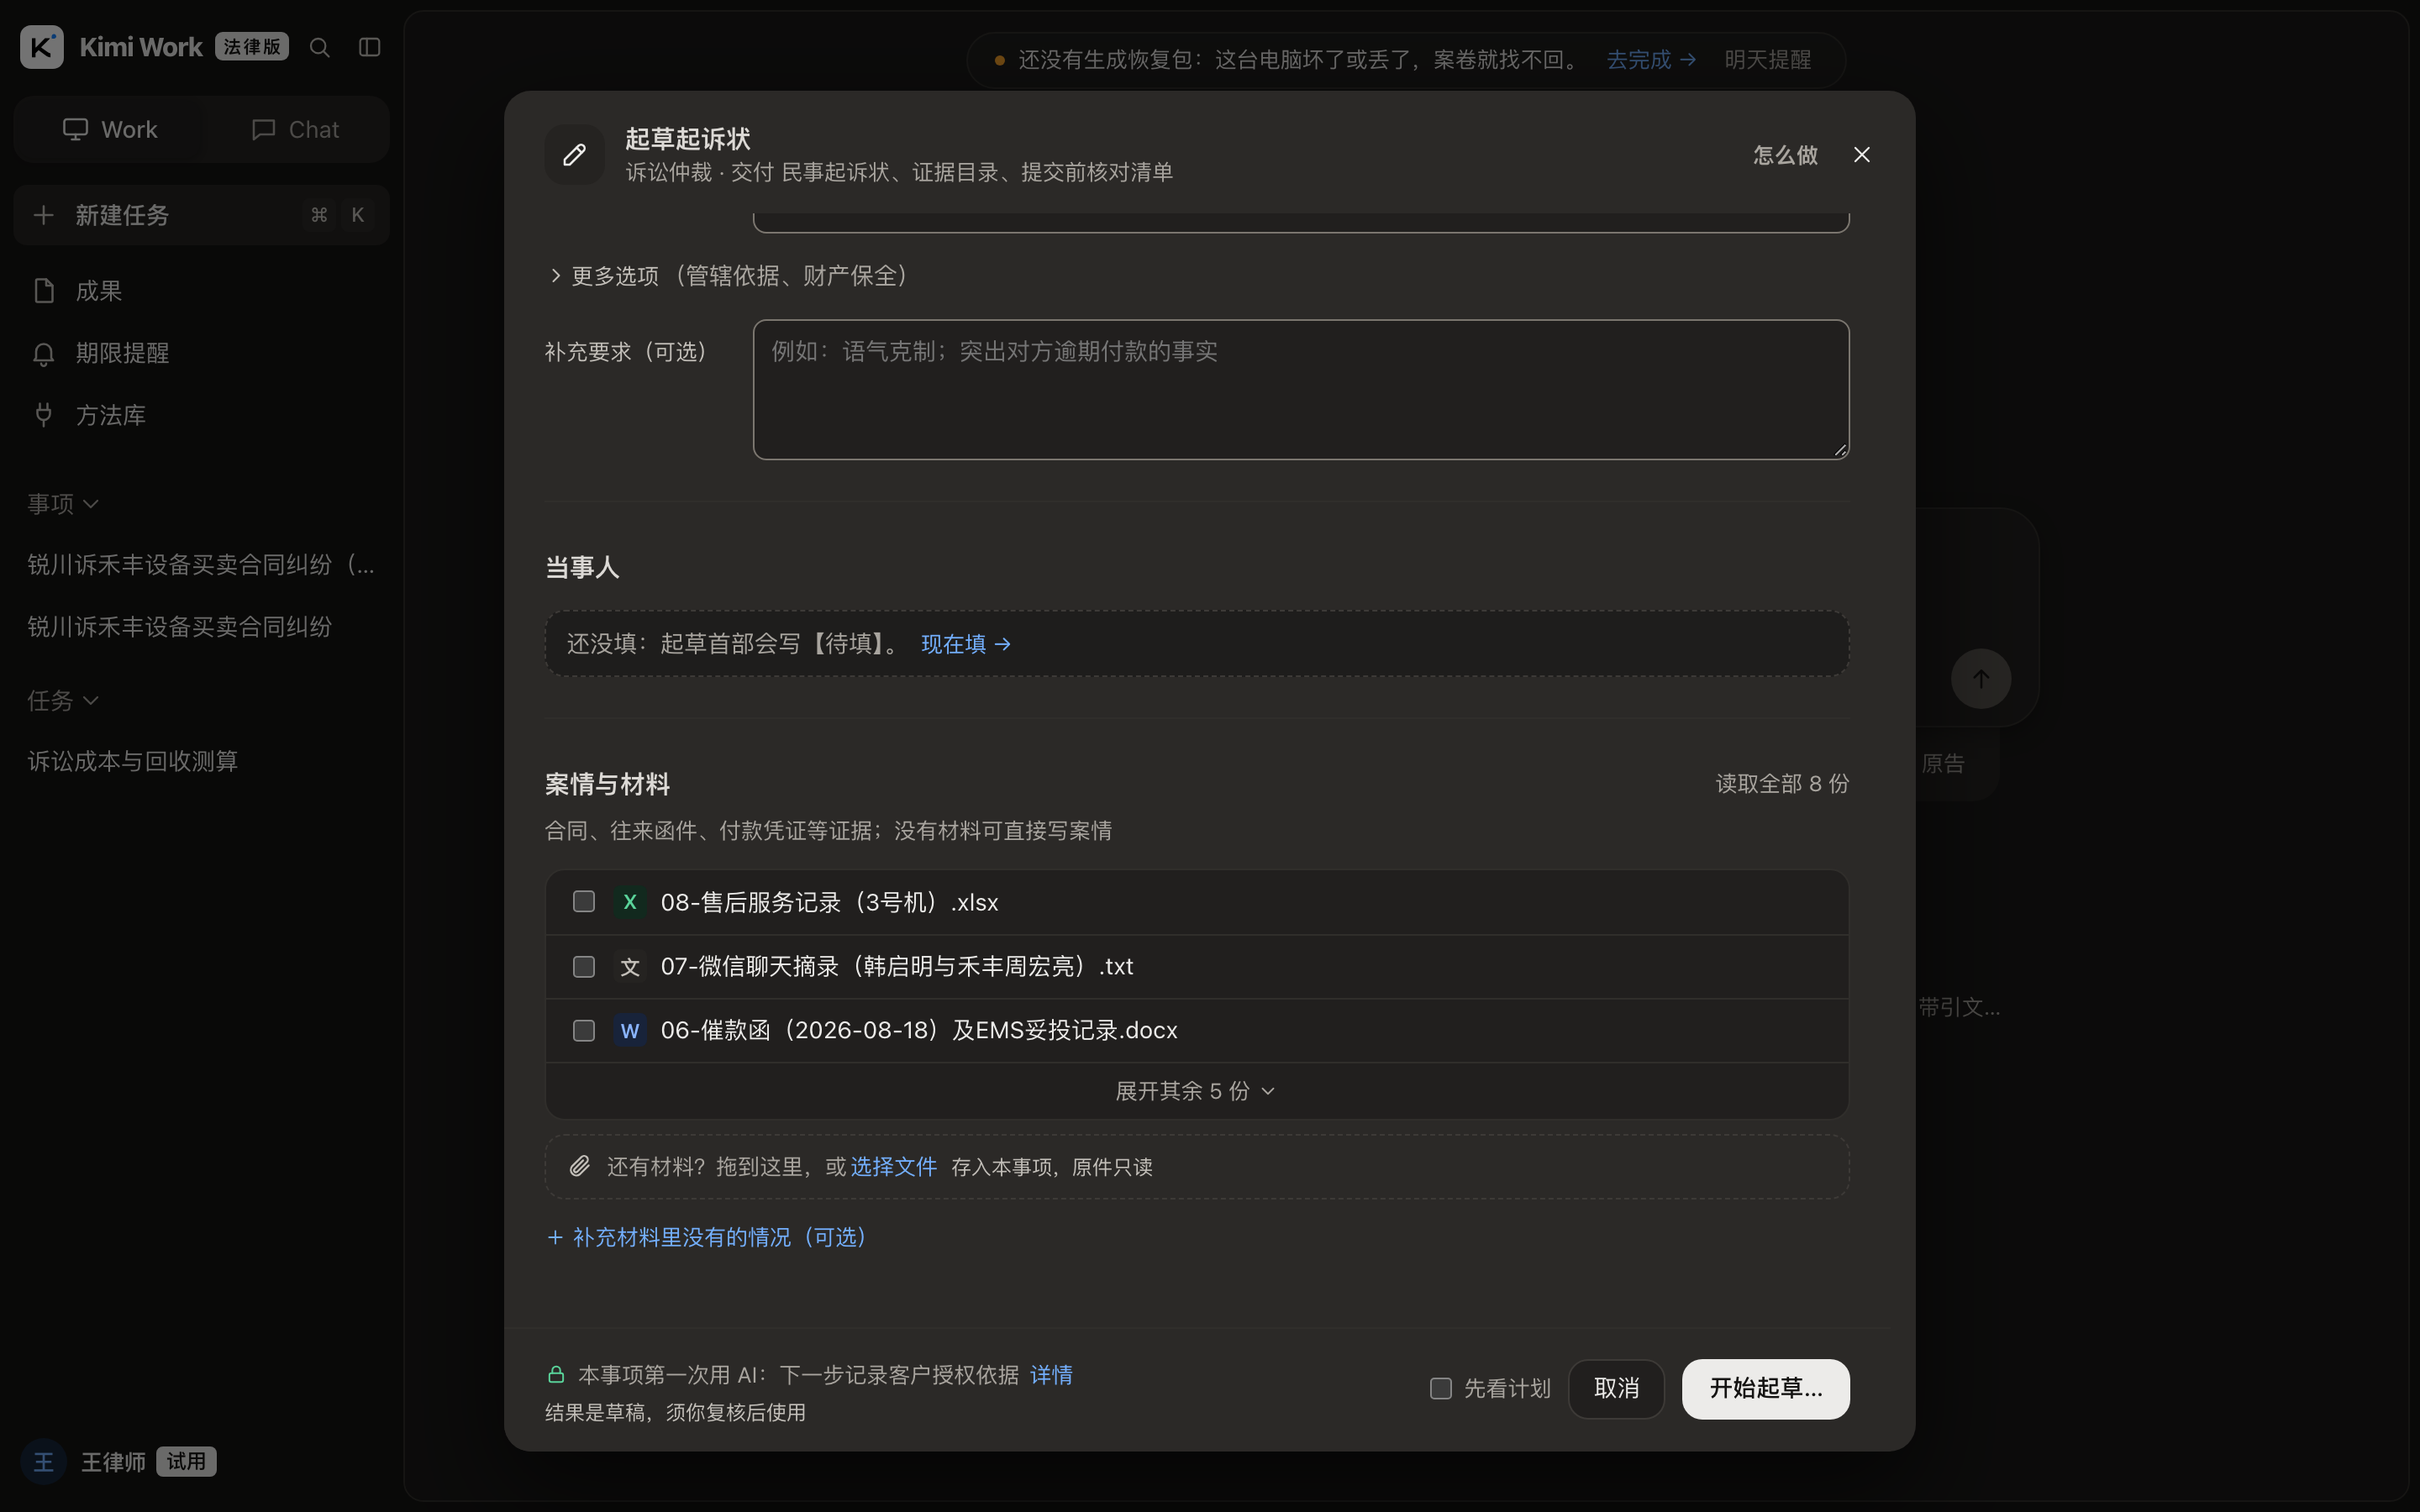 Kimi Work 法律版
Work
Chat
新建任务 ⌘ K
成果
期限提醒
方法库
事项
锐川诉禾丰设备买卖合同纠纷（...
锐川诉禾丰设备买卖合同纠纷
任务
诉讼成本与回收测算
王 王律师 试用
还没有生成恢复包：这台电脑坏了或丢了，案卷就找不回。 去完成 → 明天提醒
起草起诉状
诉讼仲裁 · 交付 民事起诉状、证据目录、提交前核对清单
怎么做
更多选项 （管辖依据、财产保全）
补充要求（可选）
例如：语气克制；突出对方逾期付款的事实
当事人
还没填：起草首部会写【待填】。 现在填 →
案情与材料
读取全部 8 份
合同、往来函件、付款凭证等证据；没有材料可直接写案情
X 08-售后服务记录（3号机）.xlsx
文 07-微信聊天摘录（韩启明与禾丰周宏亮）.txt
W 06-催款函（2026-08-18）及EMS妥投记录.docx
展开其余 5 份
还有材料？拖到这里，或选择文件 存入本事项，原件只读
+ 补充材料里没有的情况（可选）
本事项第一次用 AI：下一步记录客户授权依据 详情
结果是草稿，须你复核后使用
先看计划
取消
开始起草...
原告
带引文...